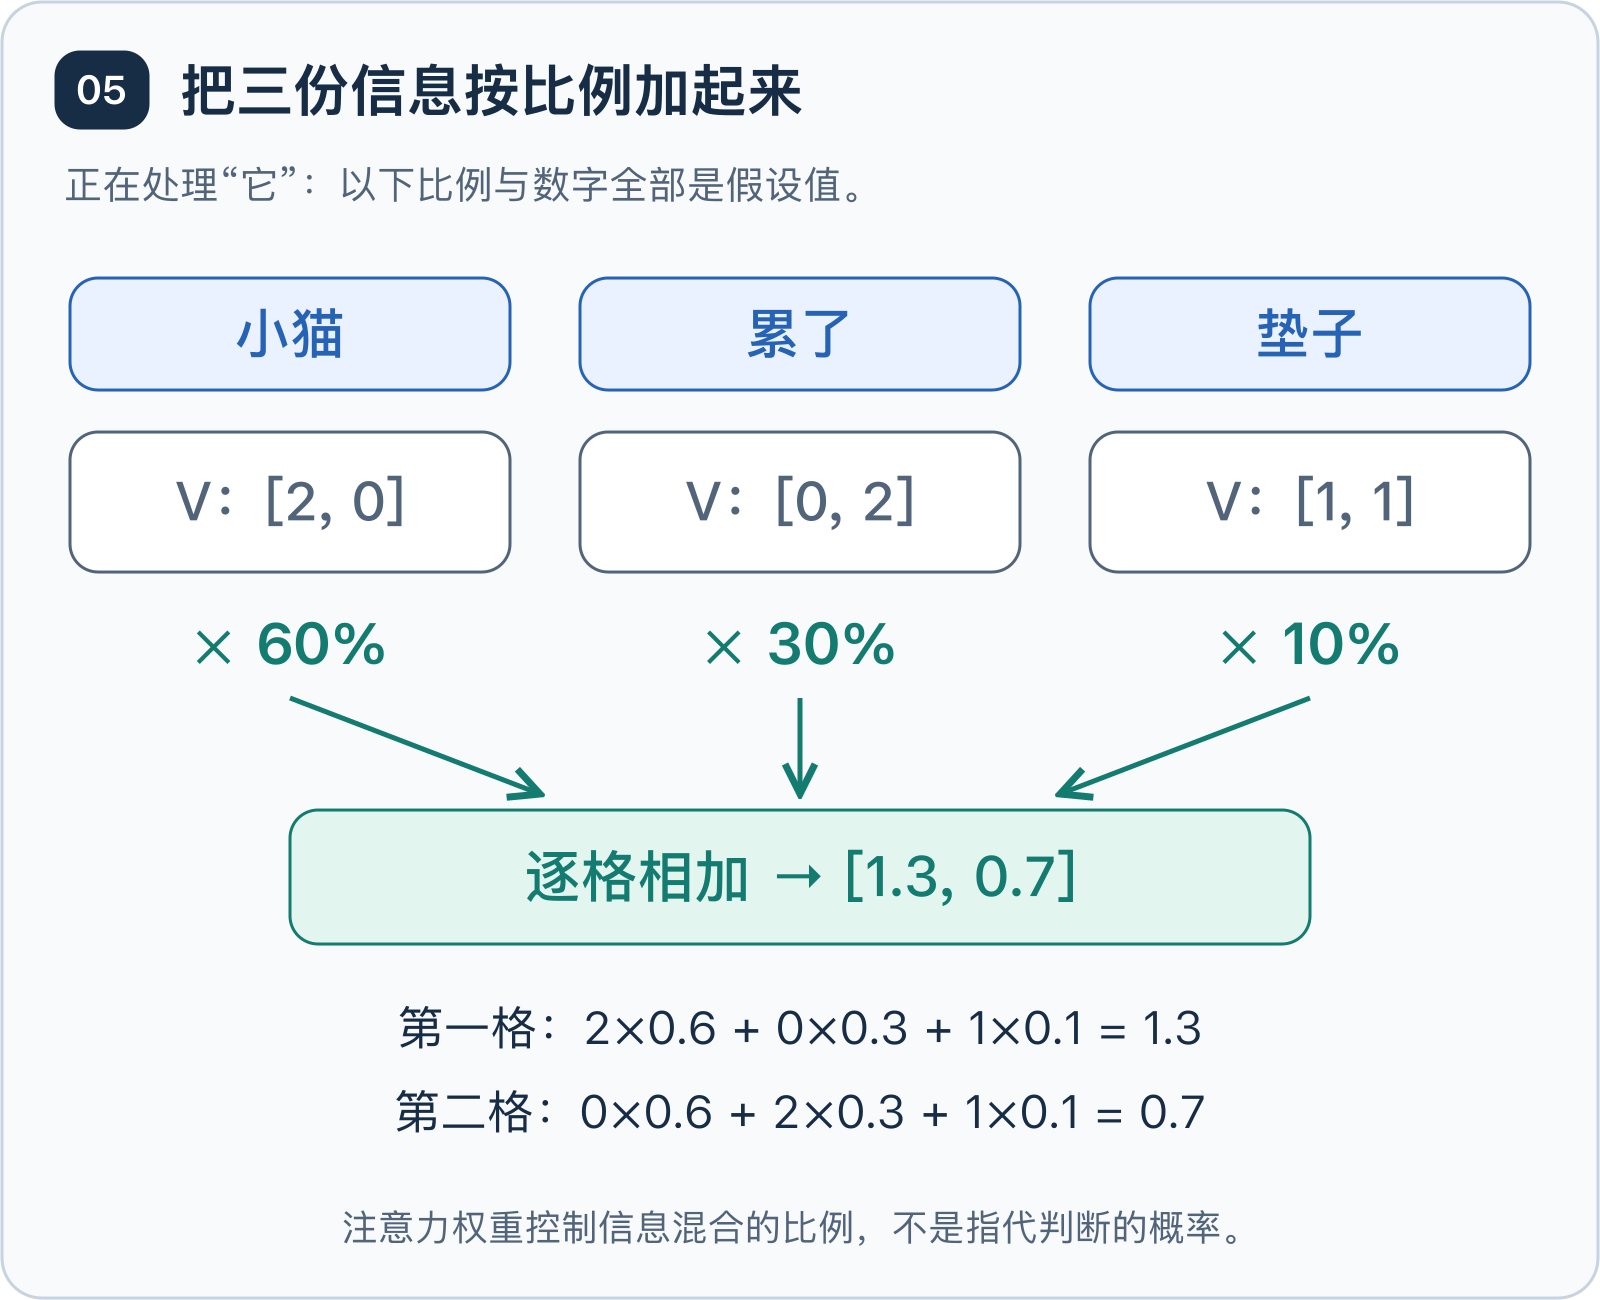 05 把三份信息按比例加起来
正在处理“它”：以下比例与数字全部是假设值。
小猫 累了 垫子
V：[2, 0] V：[0, 2] V：[1, 1]
× 60% × 30% × 10%
逐格相加 → [1.3, 0.7]
第一格：2×0.6 + 0×0.3 + 1×0.1 = 1.3
第二格：0×0.6 + 2×0.3 + 1×0.1 = 0.7
注意力权重控制信息混合的比例，不是指代判断的概率。